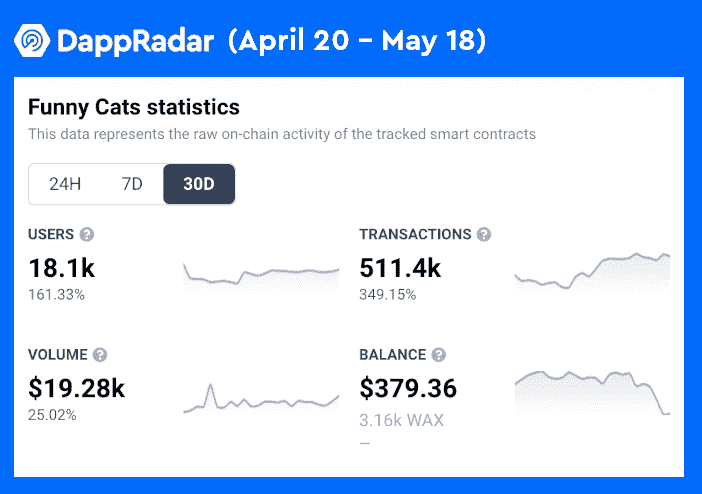 DappRadar (April 20 – May 18)
Funny Cats statistics
This data represents the raw on-chain activity of the tracked smart contracts
24H 7D 30D
USERS ?
18.1k
161.33%
TRANSACTIONS ?
511.4k
349.15%
VOLUME ?
$19.28k
25.02%
BALANCE ?
$379.36
3.16k WAX
—